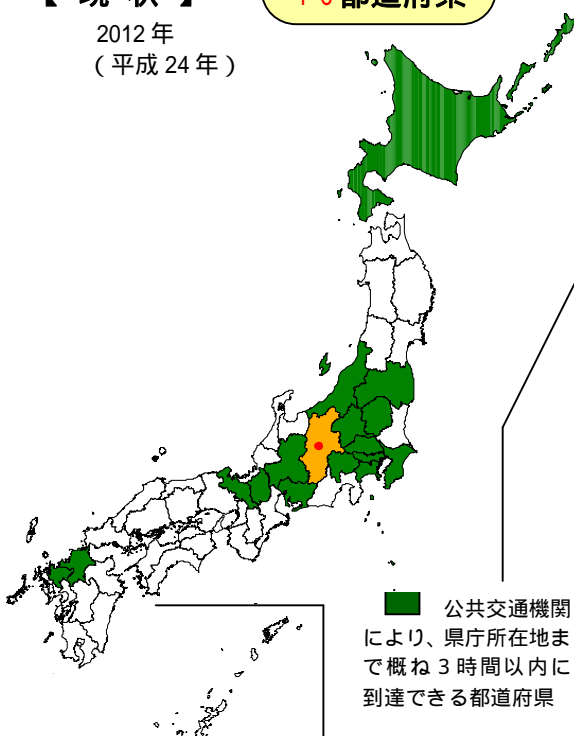 【 現 状 】
都道府県
2012 年
（ 平成 24 年 ）
公共交通機関
により、県庁所在地ま
で概ね 3 時間以内に
到達できる都道府県